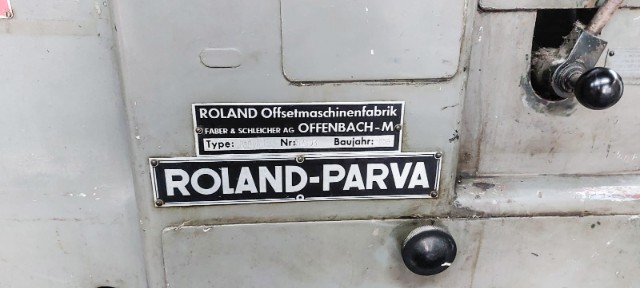 ROLAND Offsetmaschinenfabrik
FABER & SCHLEICHER AG OFFENBACH-M
Type: Nr: Baujahr:
ROLAND-PARVA